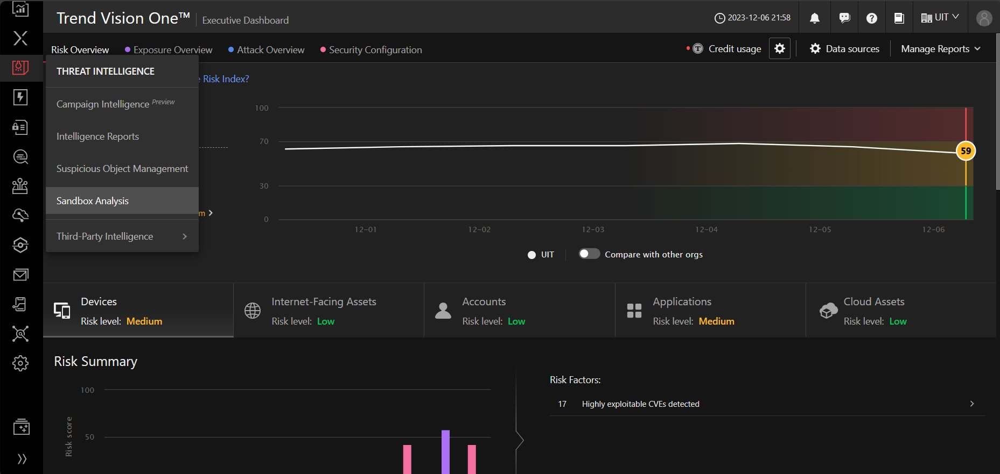 Trend Vision One™ Executive Dashboard
2023-12-06 21:58
UIT
Risk Overview
Exposure Overview
Attack Overview
Security Configuration
Credit usage
Data sources
Manage Reports
THREAT INTELLIGENCE
Campaign Intelligence Preview
Intelligence Reports
Suspicious Object Management
Sandbox Analysis
Third-Party Intelligence
Risk Index?
m
100
70
30
0
59
12-01
12-02
12-03
12-04
12-05
12-06
UIT
Compare with other orgs
Devices
Risk level: Medium
Internet-Facing Assets
Risk level: Low
Accounts
Risk level: Low
Applications
Risk level: Medium
Cloud Assets
Risk level: Low
Risk Summary
100
50
Risk score
Risk Factors:
17 Highly exploitable CVEs detected